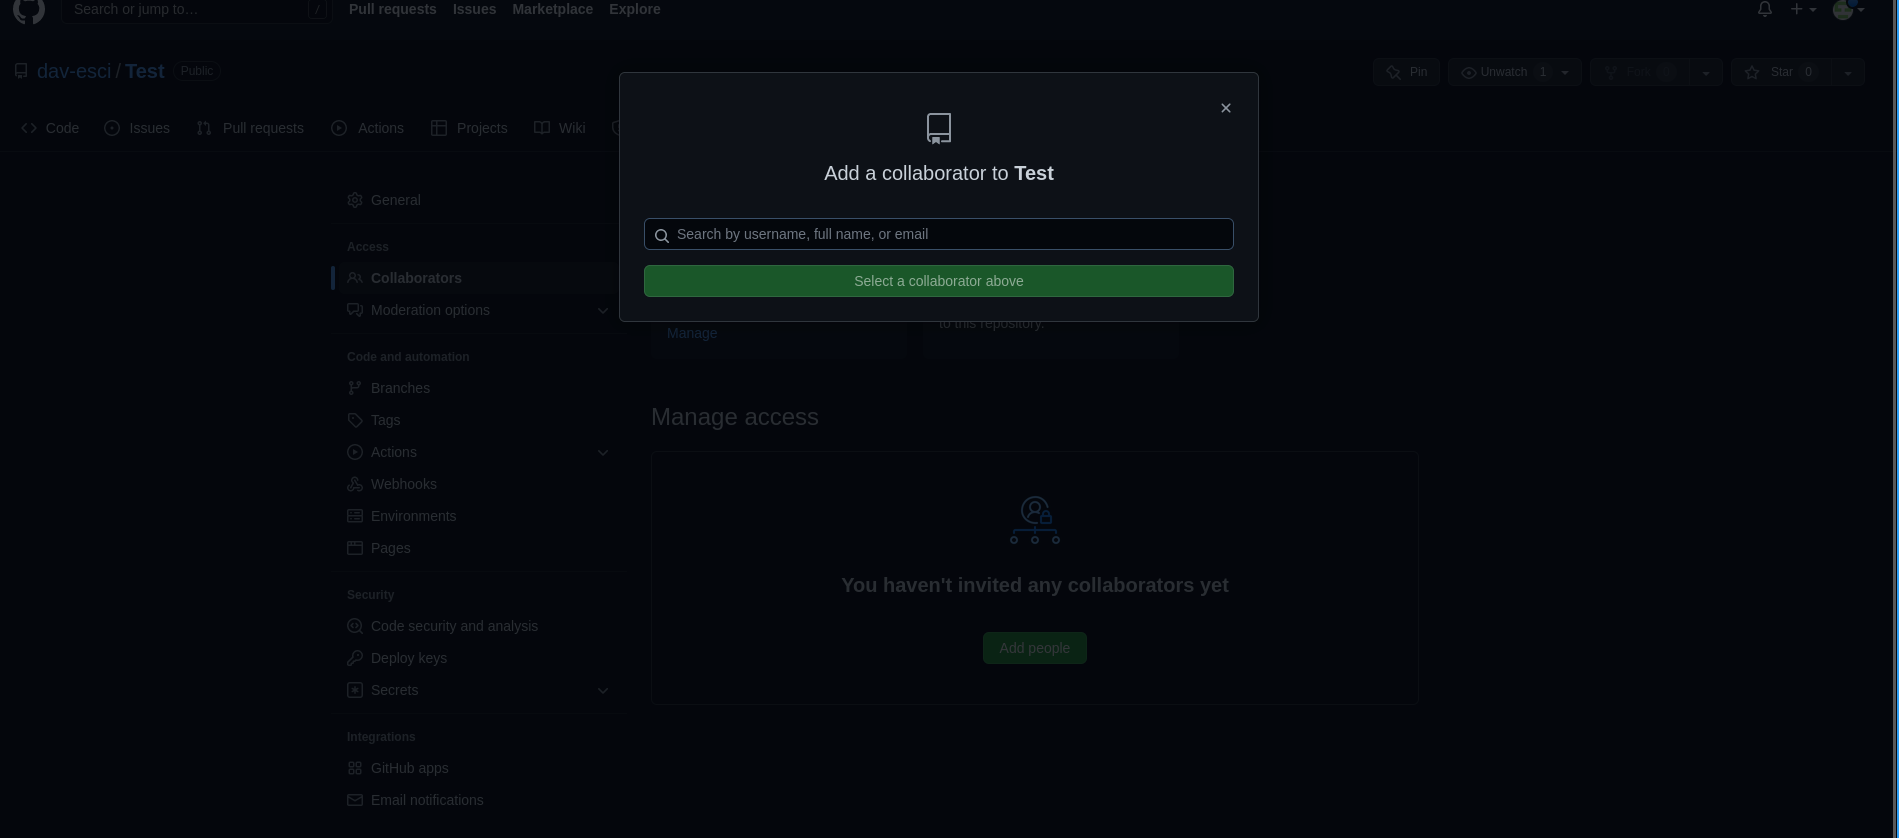 Search or jump to… /
Pull requests Issues Marketplace Explore
dav-esci / Test Public
Pin Unwatch 1 Fork Star 0
Code Issues Pull requests Actions Projects Wiki
Add a collaborator to Test
Search by username, full name, or email
Select a collaborator above
General
Access
Collaborators
Moderation options
Code and automation
Branches
Tags
Actions
Webhooks
Environments
Pages
Security
Code security and analysis
Deploy keys
Secrets
Integrations
GitHub apps
Email notifications
to this repository.
Manage
Manage access
You haven't invited any collaborators yet
Add people